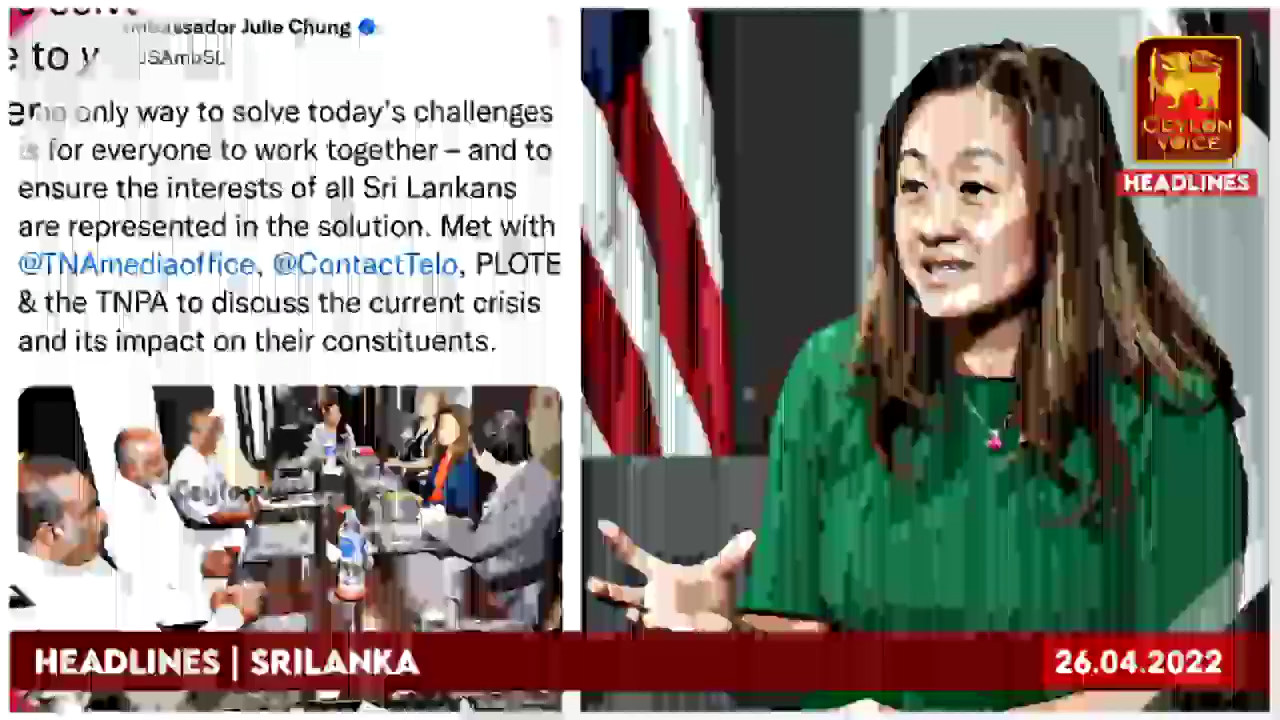 Ambassador Julie Chung
e to y
only way to solve today's challenges
is for everyone to work together – and to
ensure the interests of all Sri Lankans
are represented in the solution. Met with
@TNAmediaoffice, @ContactTelo, PLOTE
& the TNPA to discuss the current crisis
and its impact on their constituents.
CEYLON
VOICE
HEADLINES
HEADLINES | SRILANKA
26.04.2022